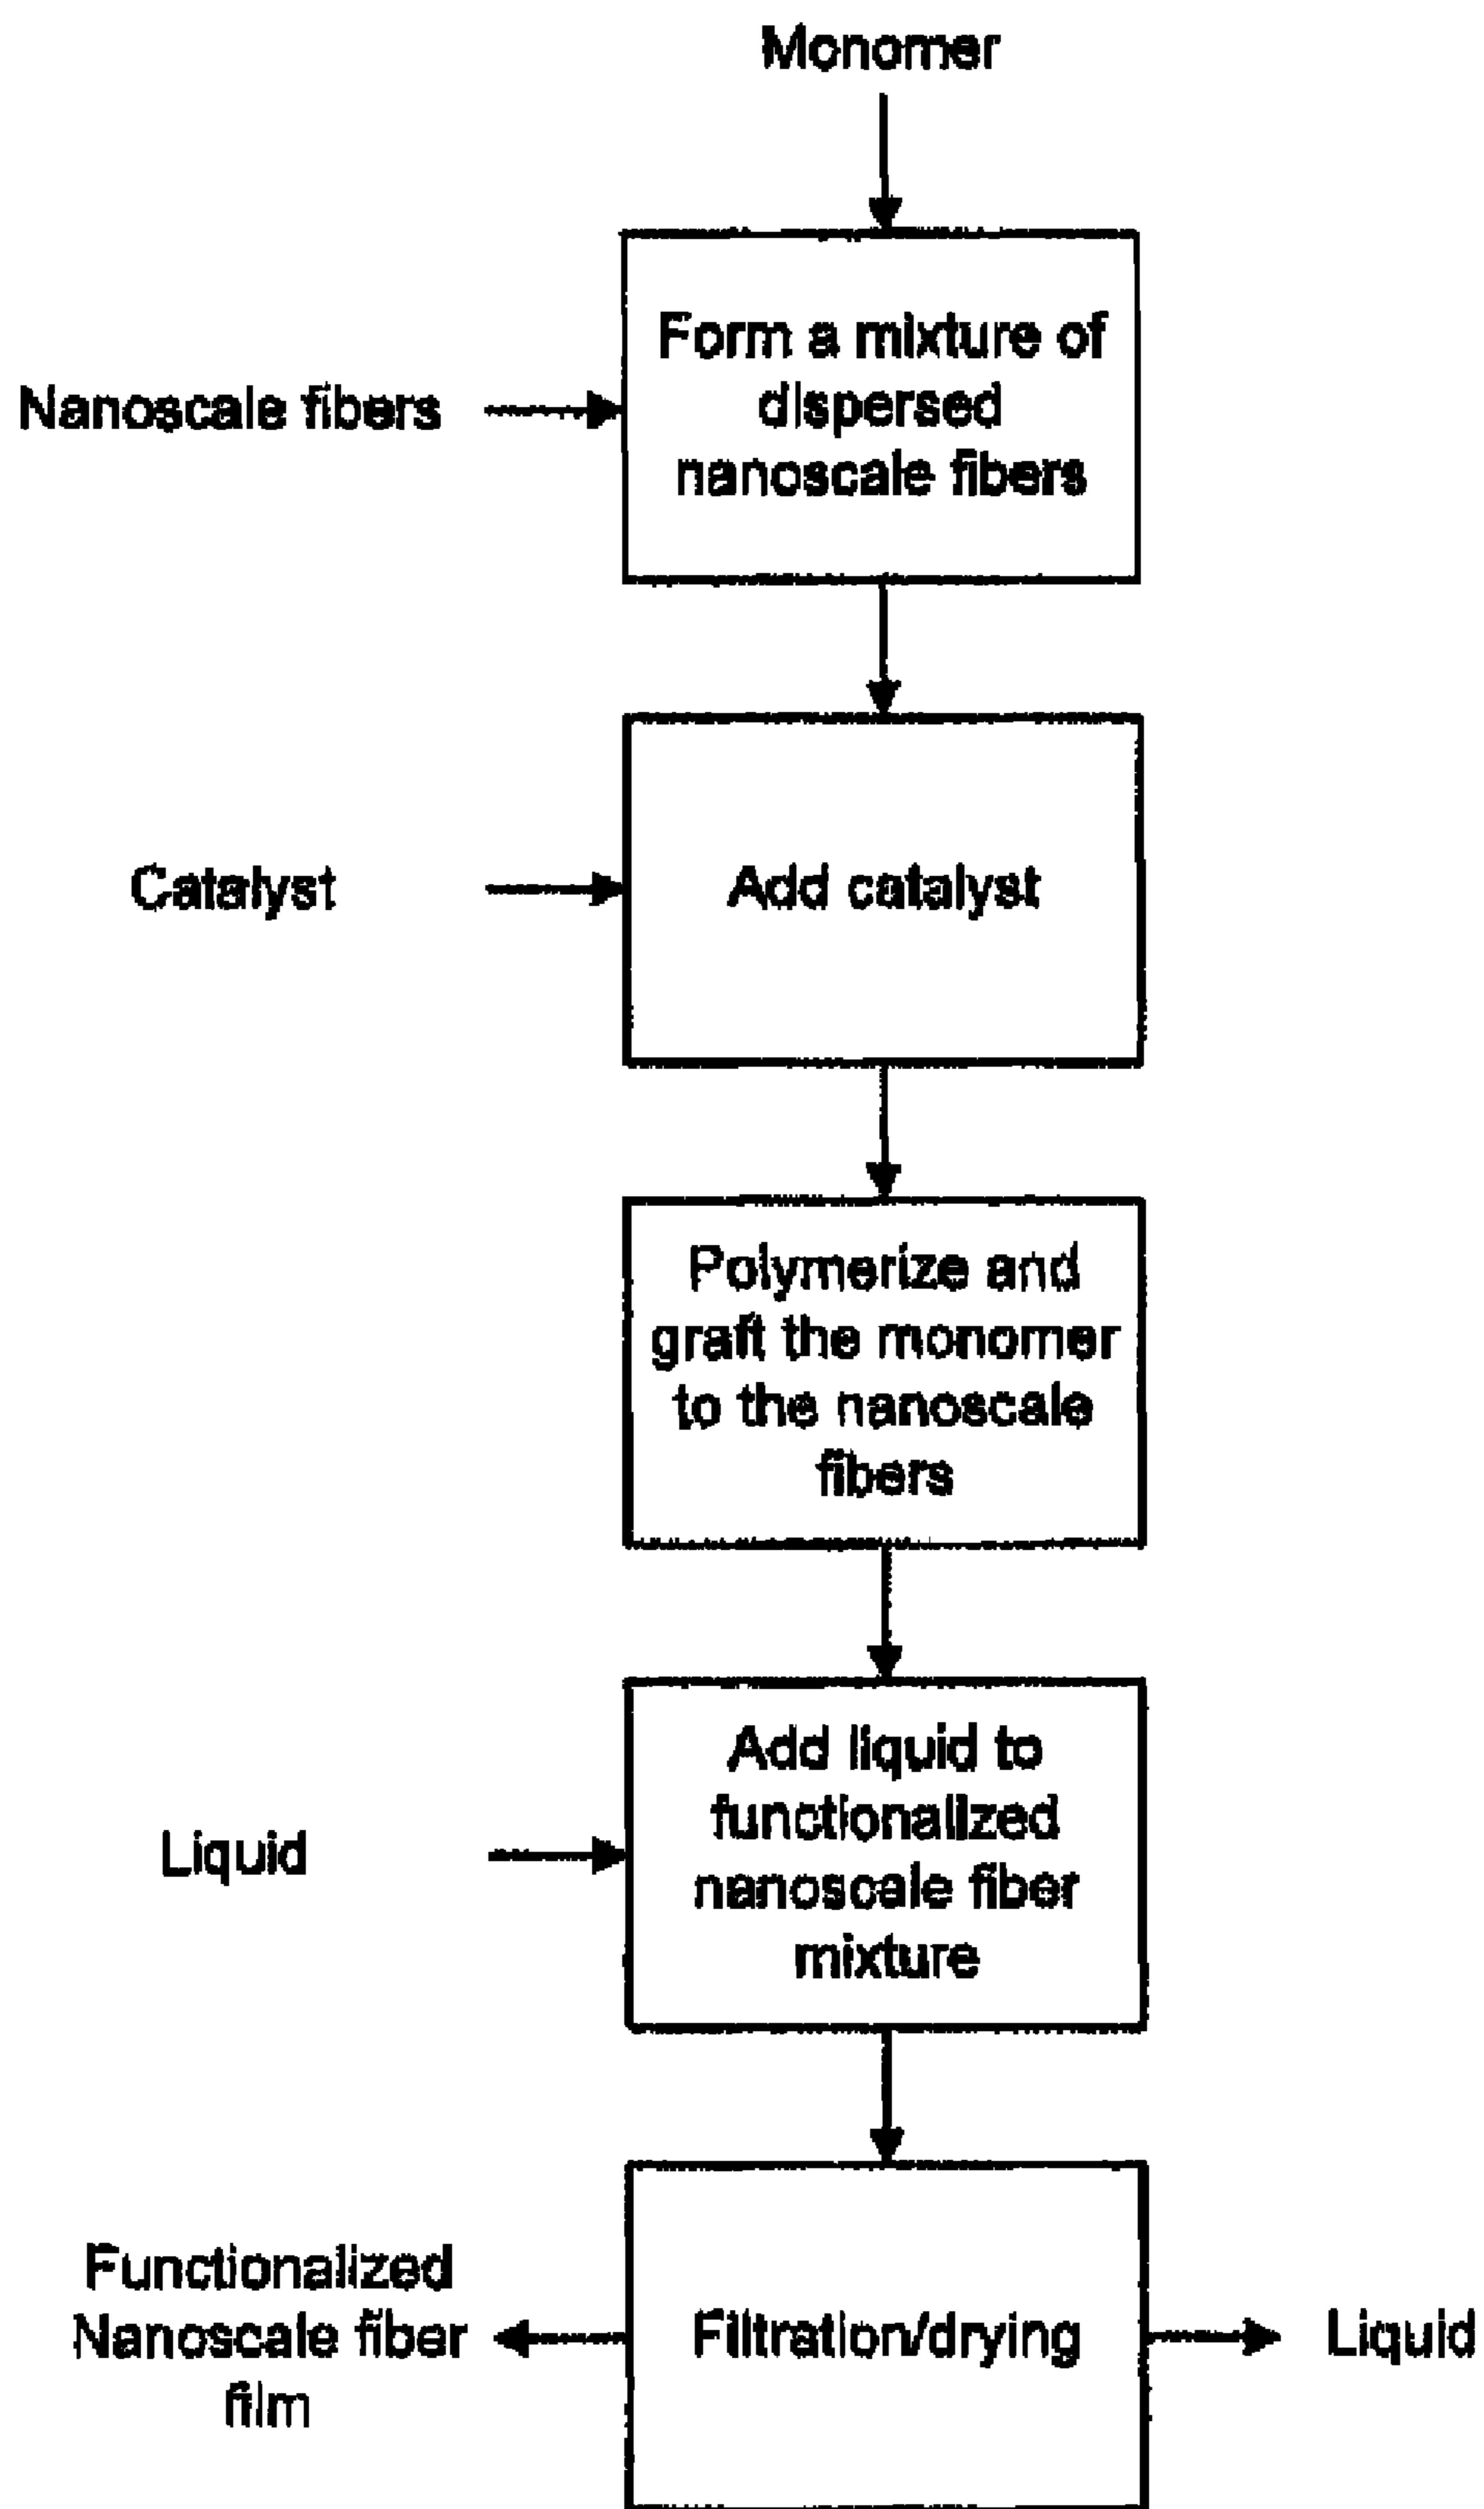 Monomer
Nanoscale fibers
Form a mixture of
dispersed
nanoscale fibers
Catalyst
Add catalyst
Polymerize and
graft the monomer
to the nanoscale
fibers
Liquid
Add liquid to
functionalized
nanoscale fiber
mixture
Functionalized
Nanoscale fiber
film
Filtration/drying
Liquid